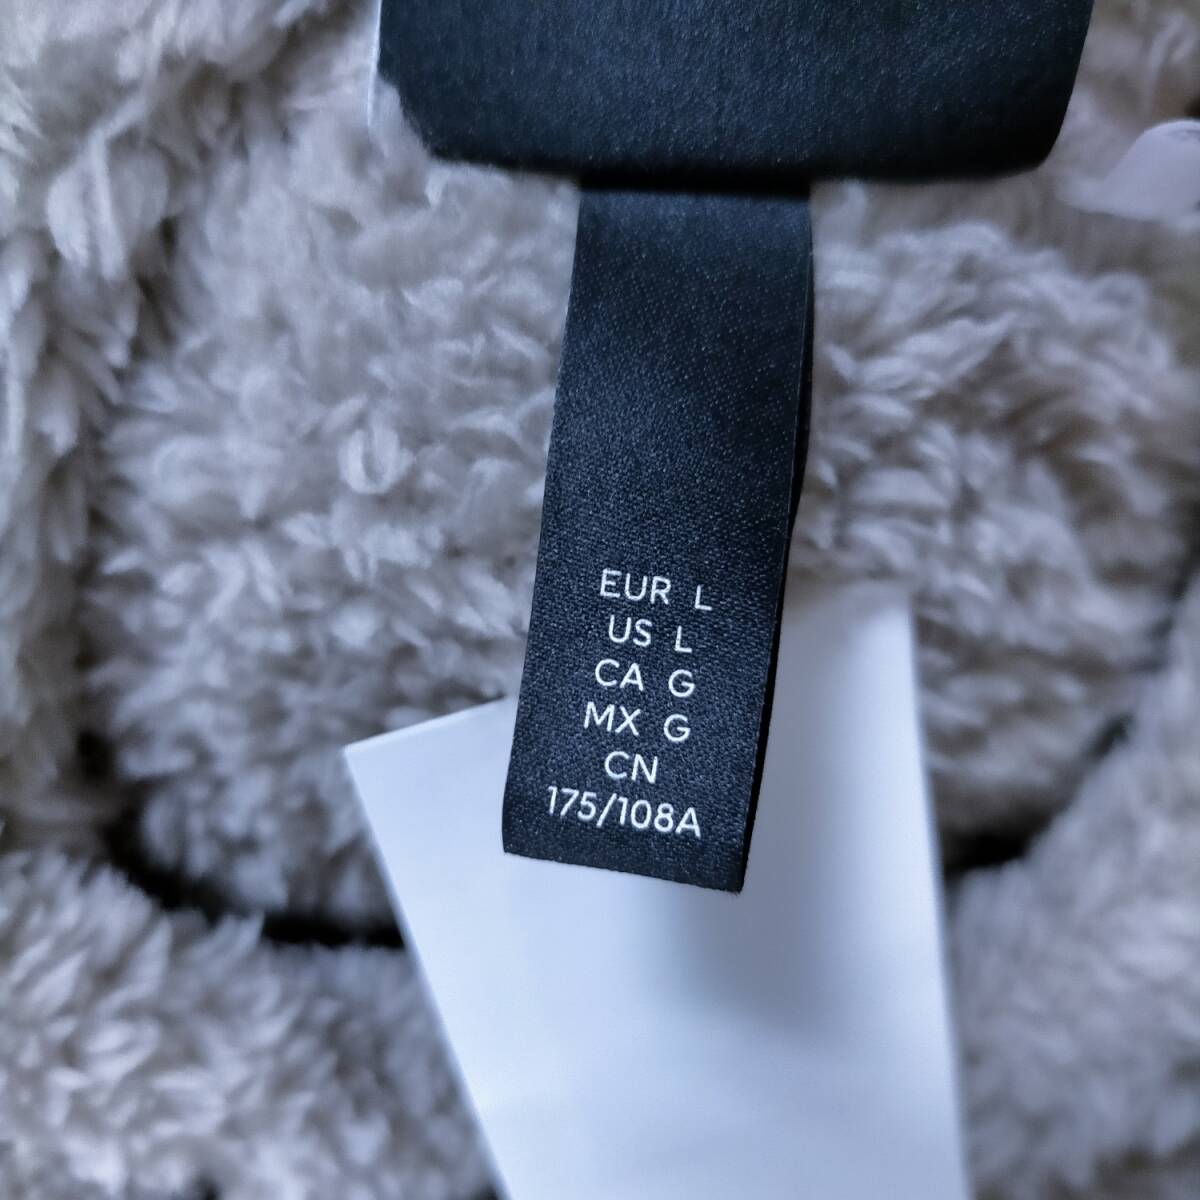 EUR L
US L
CA G
MX G
CN
175/108A